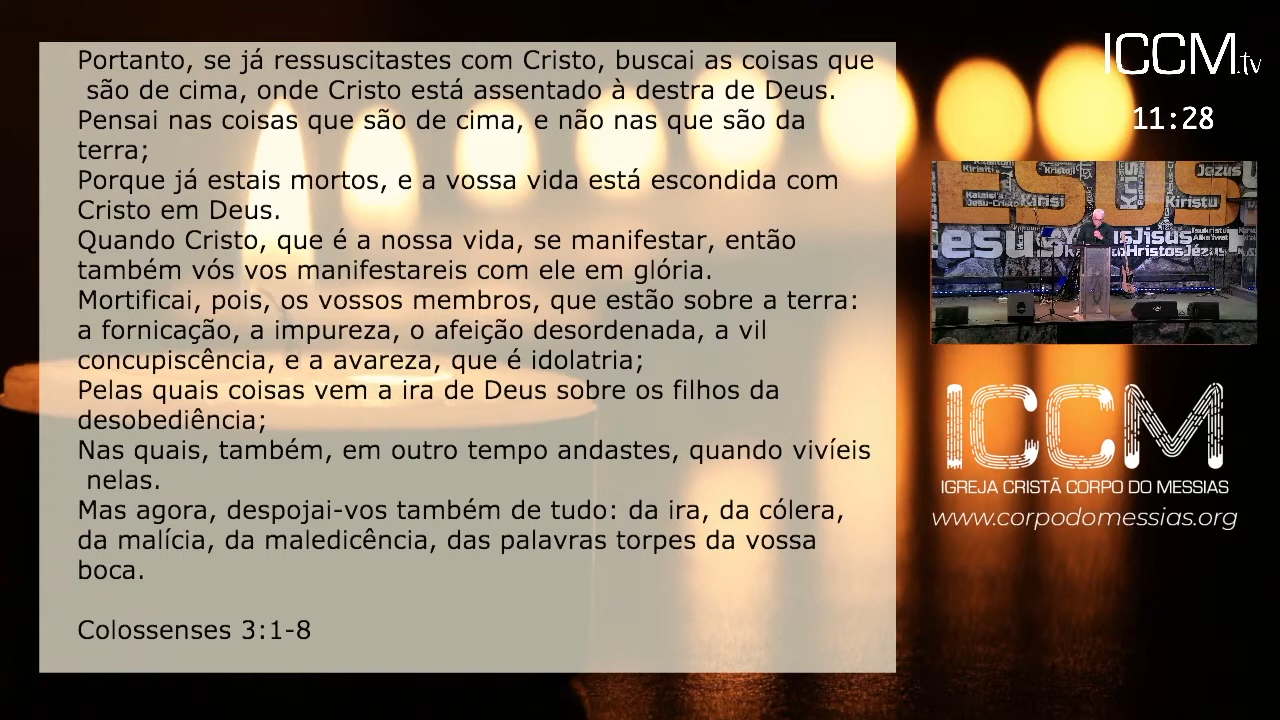 Portanto, se já ressuscitastes com Cristo, buscai as coisas que
são de cima, onde Cristo está assentado à destra de Deus.
Pensai nas coisas que são de cima, e não nas que são da
terra;
Porque já estais mortos, e a vossa vida está escondida com
Cristo em Deus.
Quando Cristo, que é a nossa vida, se manifestar, então
também vós vos manifestareis com ele em glória.
Mortificai, pois, os vossos membros, que estão sobre a terra:
a fornicação, a impureza, o afeição desordenada, a vil
concupiscência, e a avareza, que é idolatria;
Pelas quais coisas vem a ira de Deus sobre os filhos da
desobediência;
Nas quais, também, em outro tempo andastes, quando vivíeis
nelas.
Mas agora, despojai-vos também de tudo: da ira, da cólera,
da malícia, da maledicência, das palavras torpes da vossa
boca.
Colossenses 3:1-8
ICCM.tv
11:28
Jazus
Kirisi
Kiristu
esus
Jisus
HristosJézus
ICCM
IGREJA CRISTÃ CORPO DO MESSIAS
www.corpodomessias.org